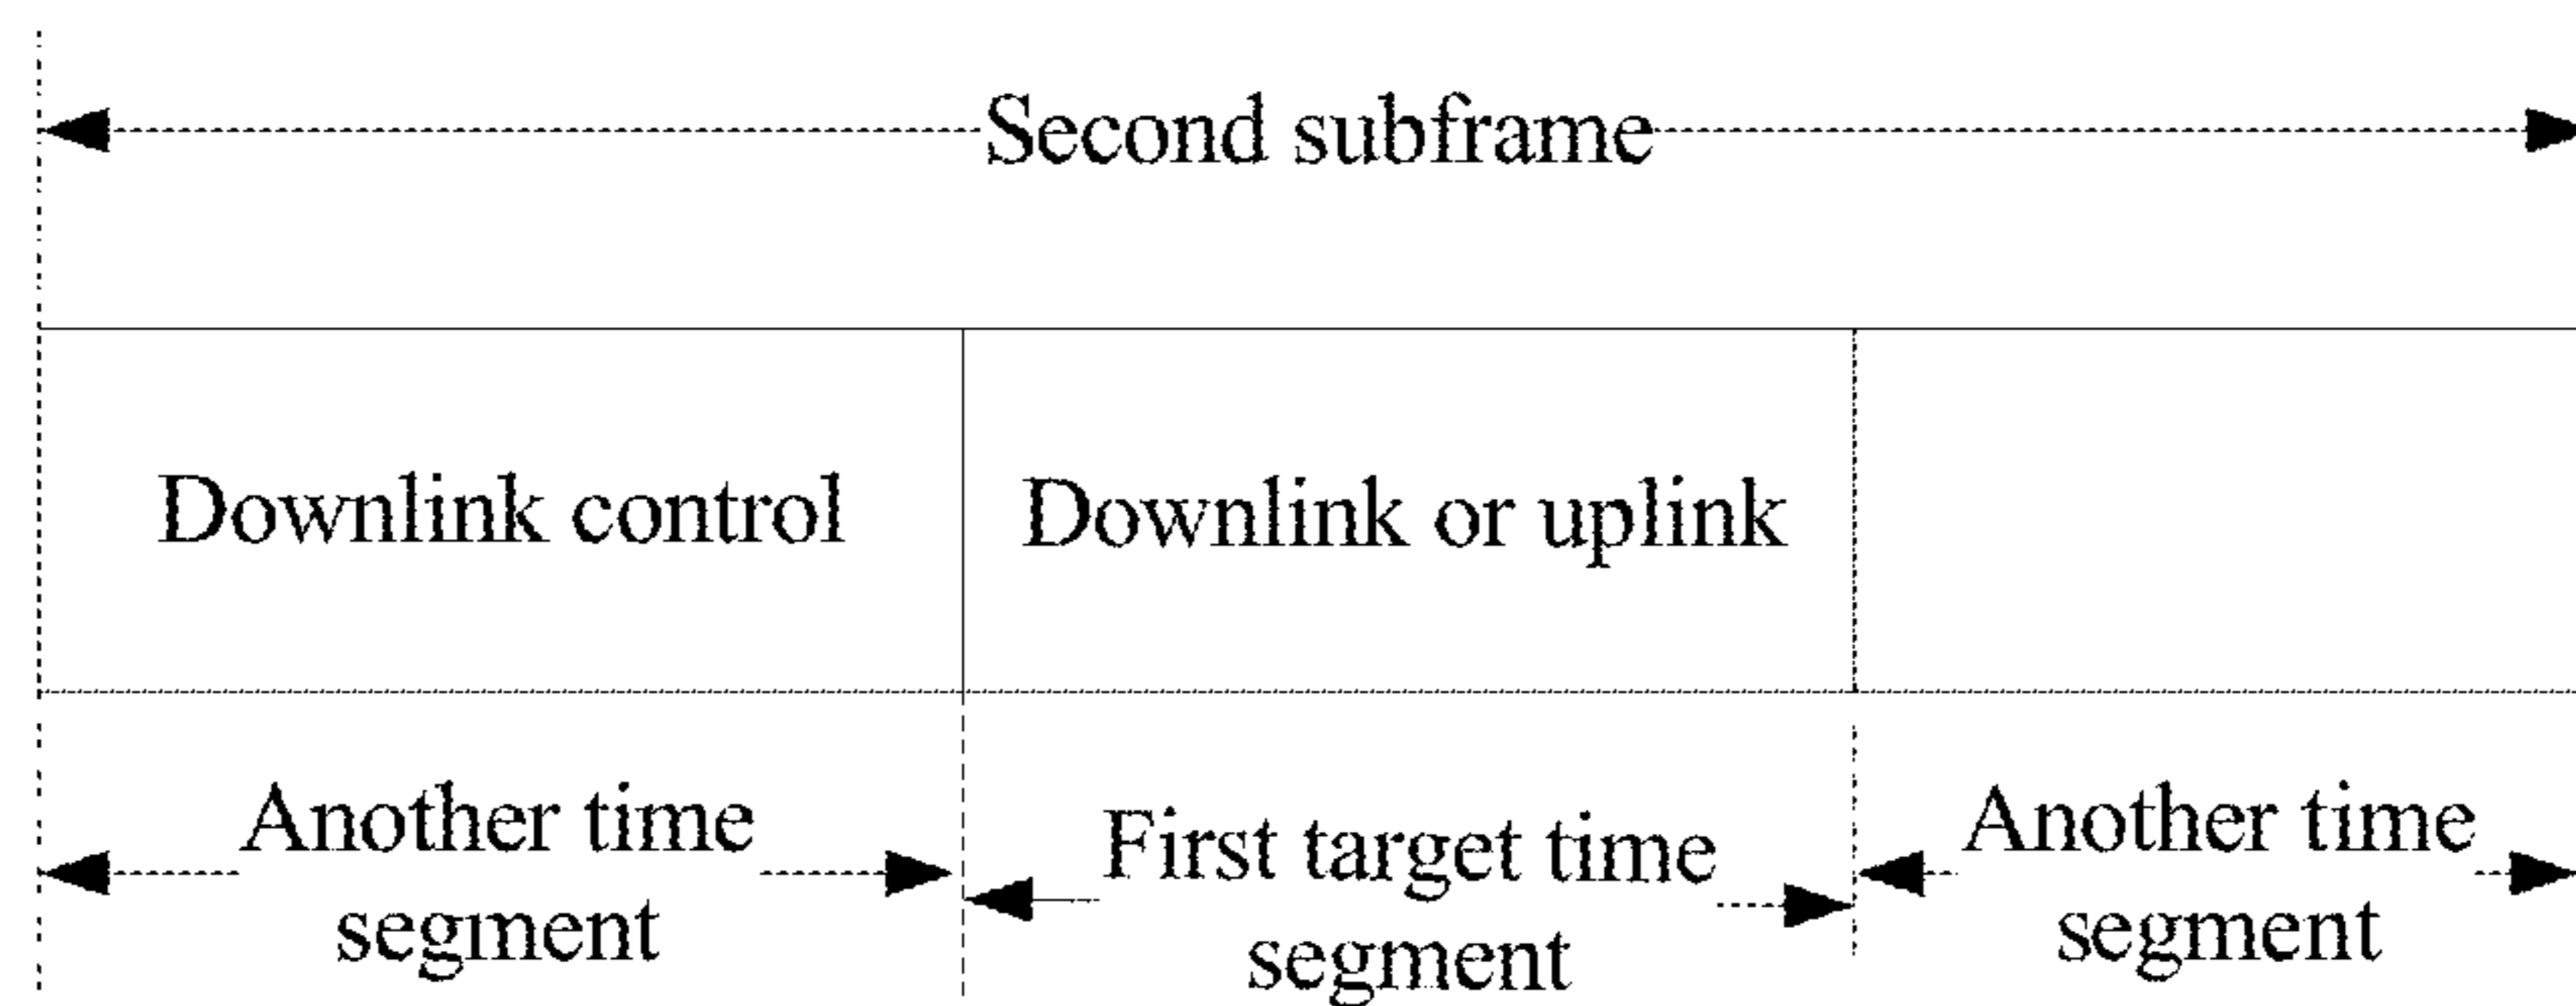 Second subframe
Downlink control
Downlink or uplink
Another time
segment
First target time
segment
Another time
segment